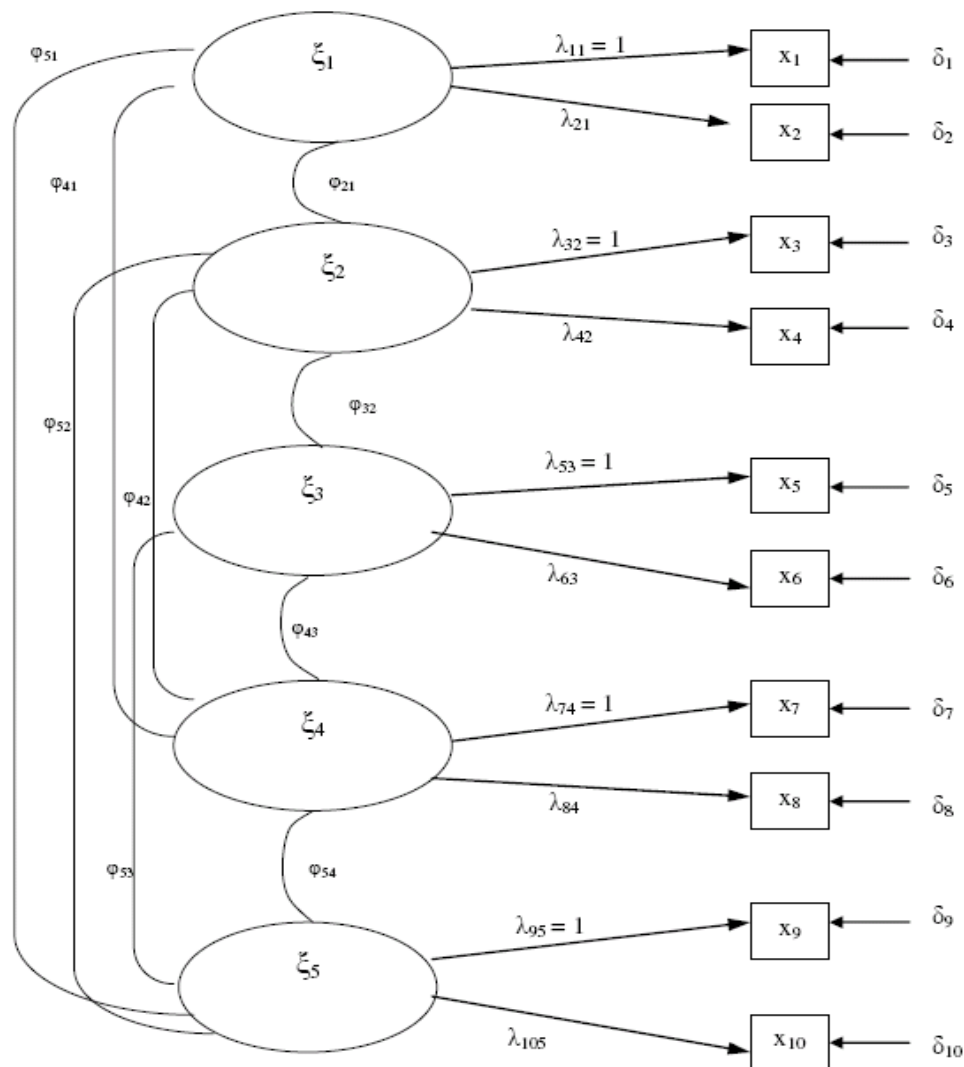 φ51
ξ1
λ11 = 1
x1
δ1
λ21
x2
δ2
φ41
φ21
ξ2
λ32 = 1
x3
δ3
λ42
x4
δ4
φ52
φ32
φ42
ξ3
λ53 = 1
x5
δ5
λ63
x6
δ6
φ43
ξ4
λ74 = 1
x7
δ7
λ84
x8
δ8
φ53
φ54
ξ5
λ95 = 1
x9
δ9
λ105
x10
δ10